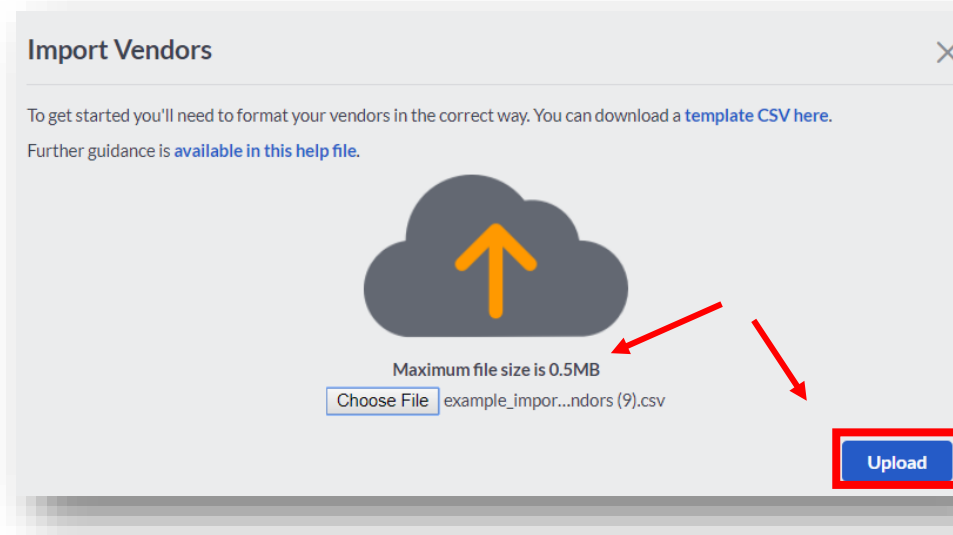 Import Vendors
To get started you'll need to format your vendors in the correct way. You can download a template CSV here.
Further guidance is available in this help file.
Maximum file size is 0.5MB
Choose File example_impor...ndors (9).csv
Upload